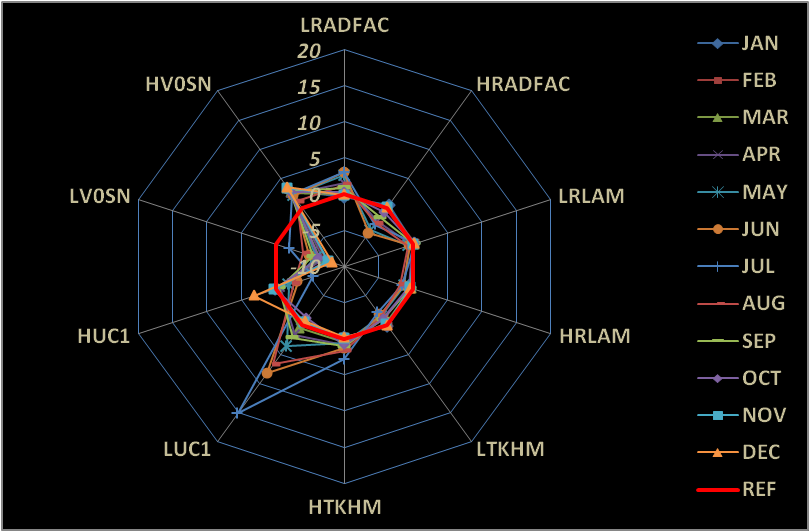 LRADFAC
HRADFAC
LRLAM
HRLAM
LTKHM
HTKHM
LUC1
HUC1
LV0SN
HV0SN
20
15
10
5
0
-5
-10
JAN
FEB
MAR
APR
MAY
JUN
JUL
AUG
SEP
OCT
NOV
DEC
REF